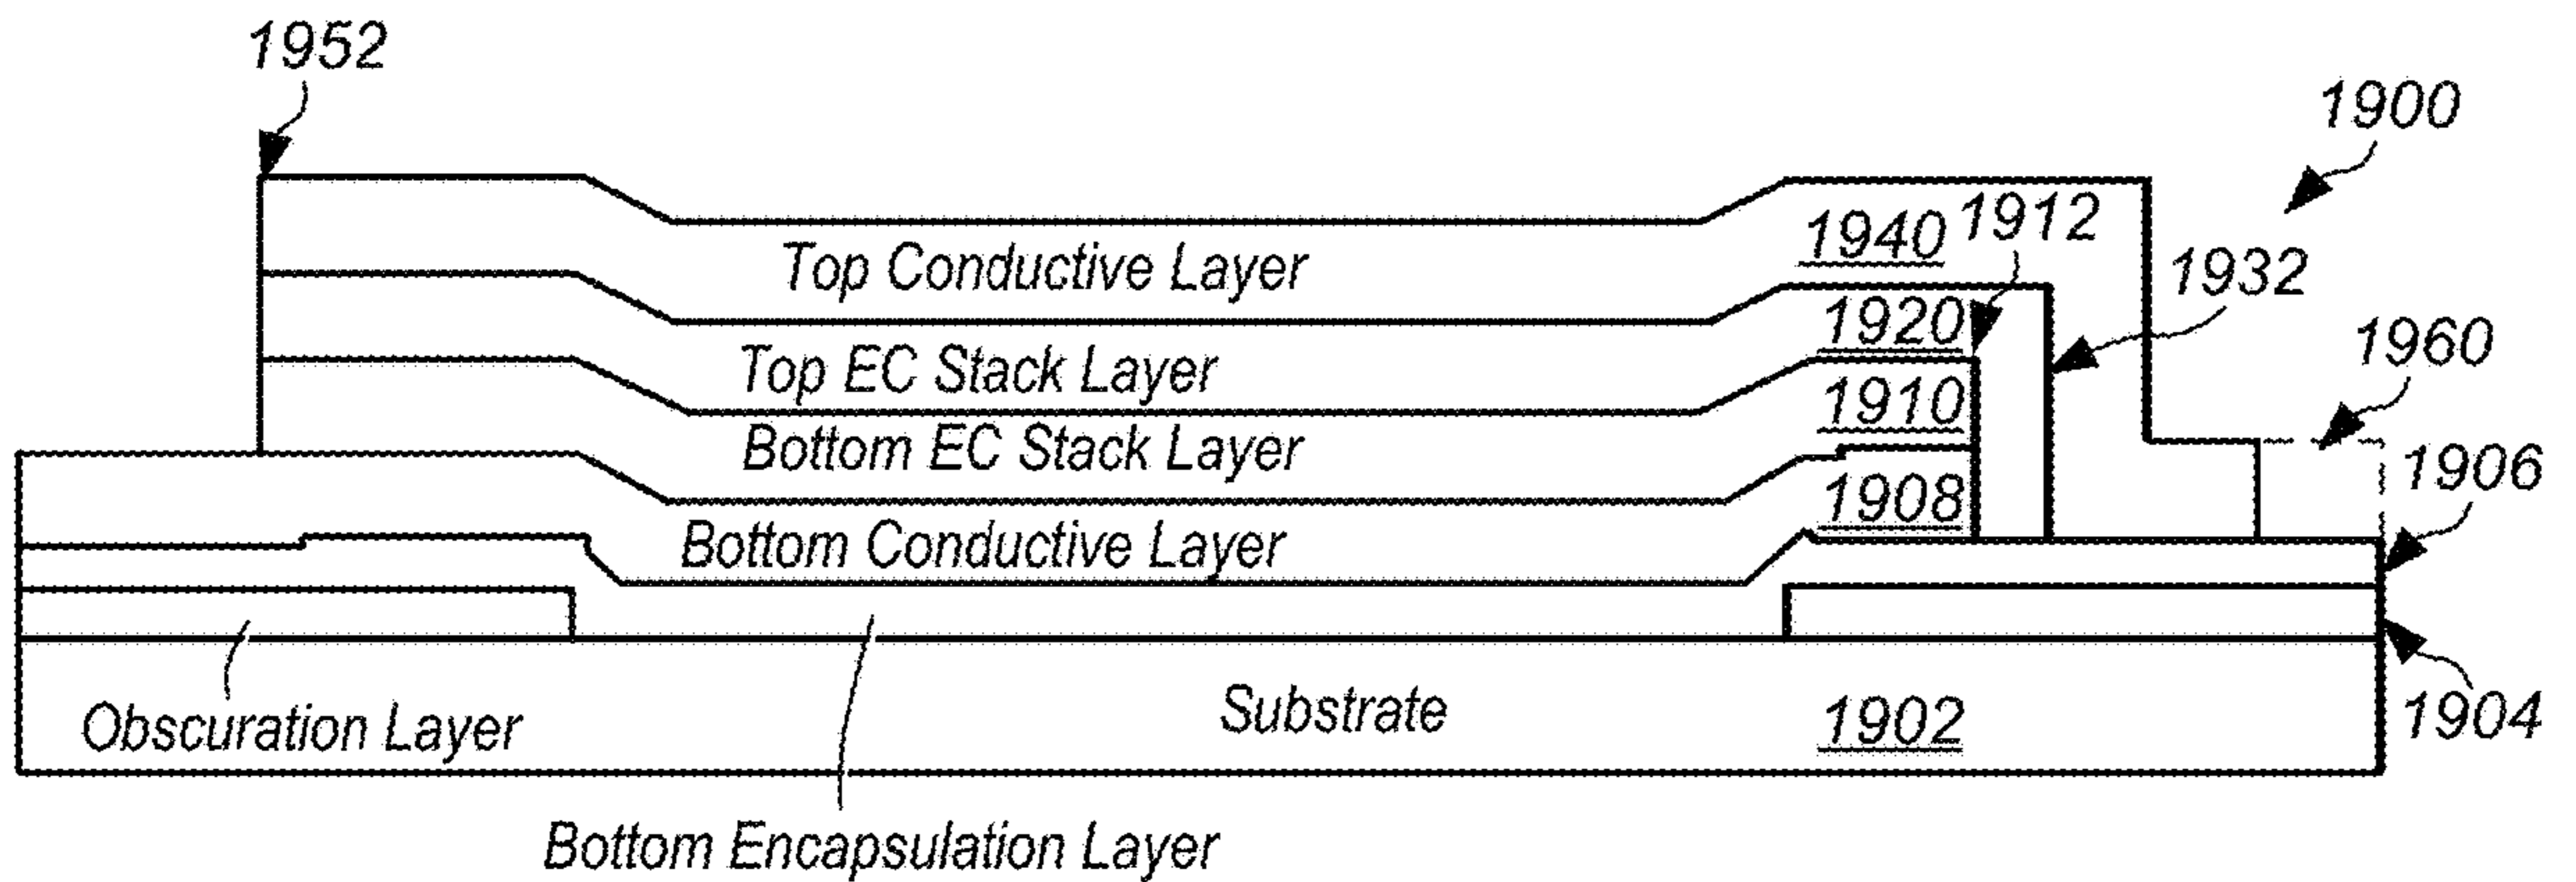 1952
1900
1912
1940
Top Conductive Layer
1932
1920
1960
Top EC Stack Layer
1910
Bottom EC Stack Layer
1906
1908
Bottom Conductive Layer
Obscuration Layer
Substrate
1902
1904
Bottom Encapsulation Layer